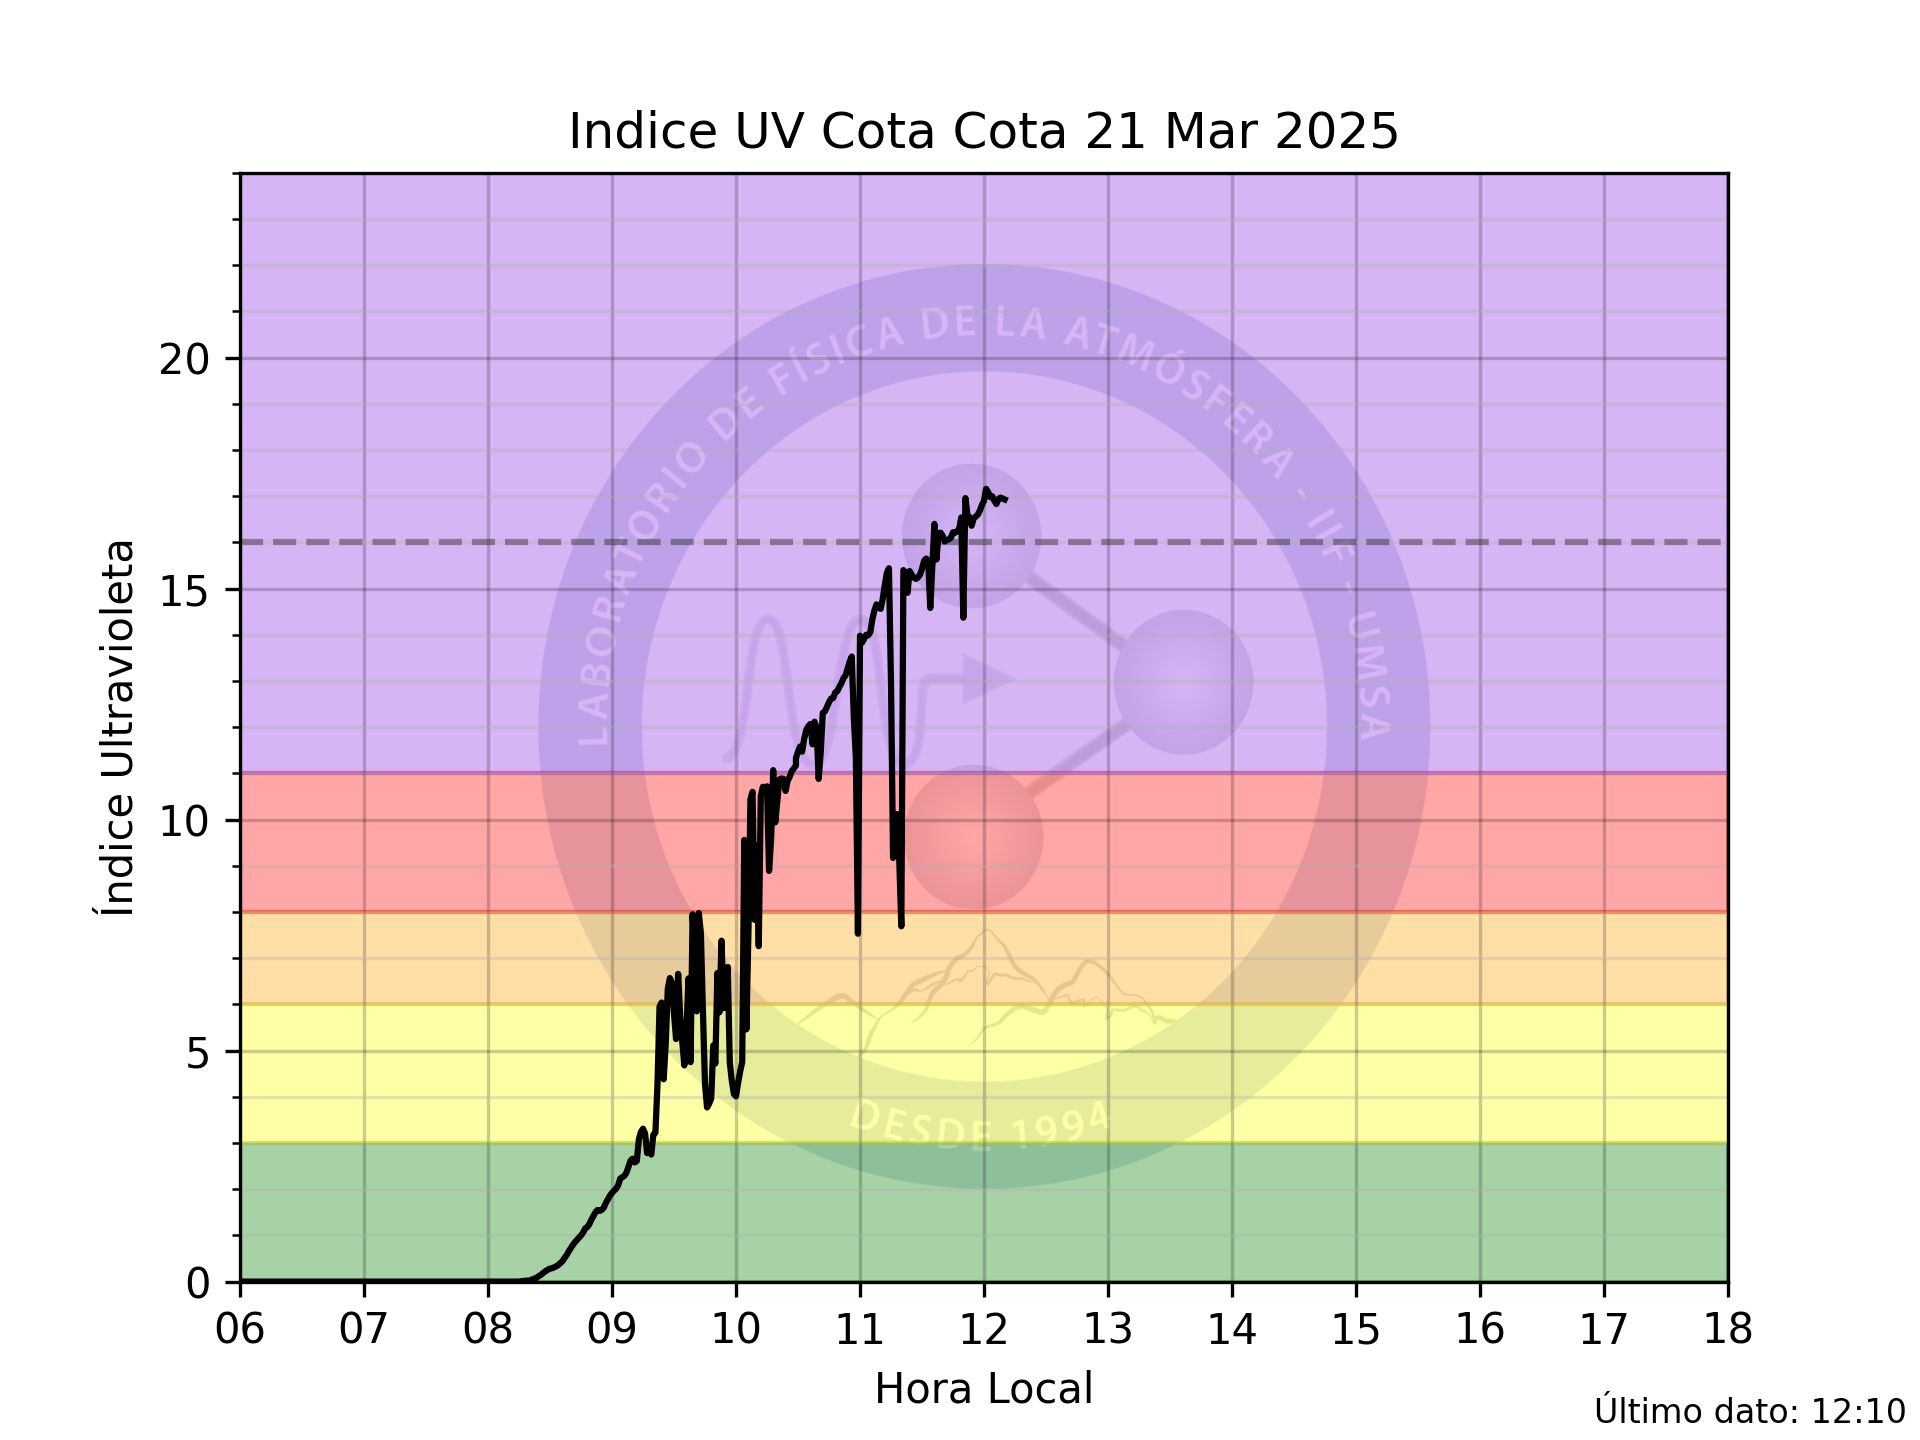 Indice UV Cota Cota 21 Mar 2025
Índice Ultravioleta
20
15
10
5
0
LABORATORIO DE FÍSICA DE LA ATMÓSFERA - IIF - UMSA
DESDE 1994
06 07 08 09 10 11 12 13 14 15 16 17 18
Hora Local
Último dato: 12:10